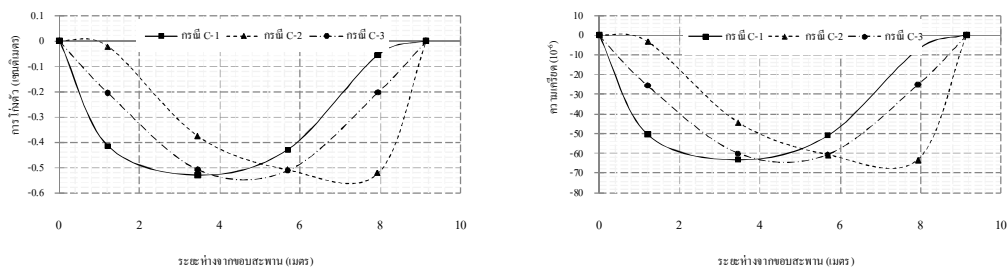 0.1
0
-0.1
-0.2
-0.3
-0.4
-0.5
-0.6
การโก่งตัว (เซนติเมตร)
กรณี C-1 กรณี C-2 กรณี C-3
0 2 4 6 8 10
ระยะห่างจากขอบสะพาน (เมตร)
10
0
-10
-20
-30
-40
-50
-60
-70
-80
ความเครียด (10⁻⁶)
กรณี C-1 กรณี C-2 กรณี C-3
0 2 4 6 8 10
ระยะห่างจากขอบสะพาน (เมตร)